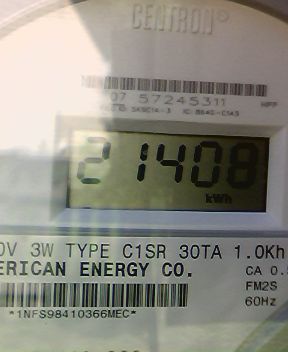 CENTRON®
07 57245311
21408
kWh
0V 3W TYPE C1SR 30TA 1.0Kh
ERICAN ENERGY CO.
CA 0.5
FM2S
60Hz
*1NFS98410366MEC*